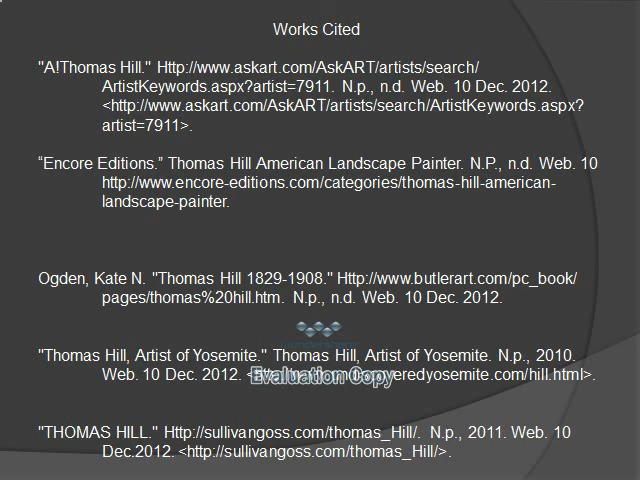 Works Cited
"A!Thomas Hill." Http://www.askart.com/AskART/artists/search/
ArtistKeywords.aspx?artist=7911. N.p., n.d. Web. 10 Dec. 2012.
<http://www.askart.com/AskART/artists/search/ArtistKeywords.aspx?
artist=7911>.
“Encore Editions.” Thomas Hill American Landscape Painter. N.P., n.d. Web. 10
http://www.encore-editions.com/categories/thomas-hill-american-
landscape-painter.
Ogden, Kate N. "Thomas Hill 1829-1908." Http://www.butlerart.com/pc_book/
pages/thomas%20hill.htm. N.p., n.d. Web. 10 Dec. 2012.
"Thomas Hill, Artist of Yosemite." Thomas Hill, Artist of Yosemite. N.p., 2010.
Web. 10 Dec. 2012. eredyosemite.com/hill.html>.
Evaluation Copy
"THOMAS HILL." Http://sullivangoss.com/thomas_Hill/. N.p., 2011. Web. 10
Dec.2012. <http://sullivangoss.com/thomas_Hill/>.